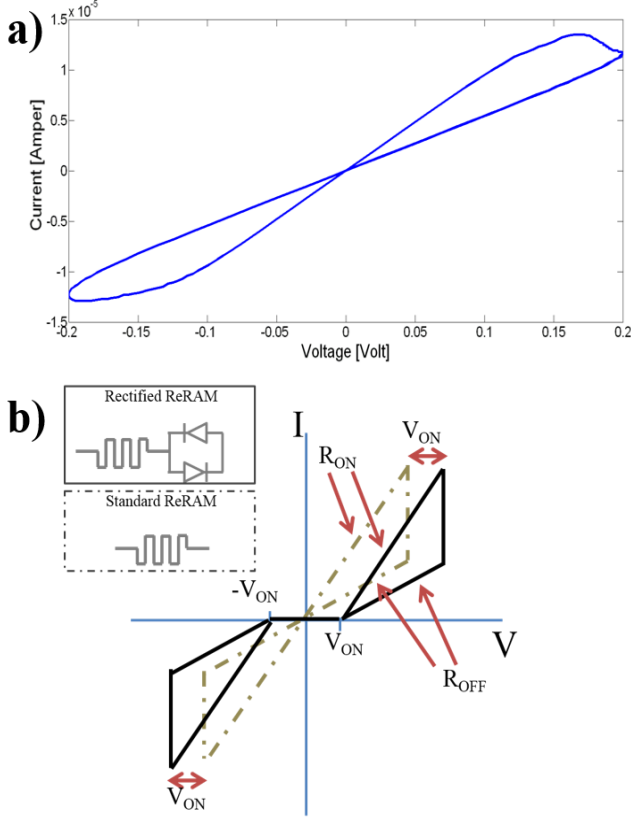 a)
1.5 x 10^-5
1
0.5
0
-0.5
-1
-1.5
Current [Amper]
-0.2 -0.15 -0.1 -0.05 0 0.05 0.1 0.15 0.2
Voltage [Volt]
b)
Rectified ReRAM
Standard ReRAM
I
V_ON
R_ON
-V_ON
V_ON
V
R_OFF
V_ON